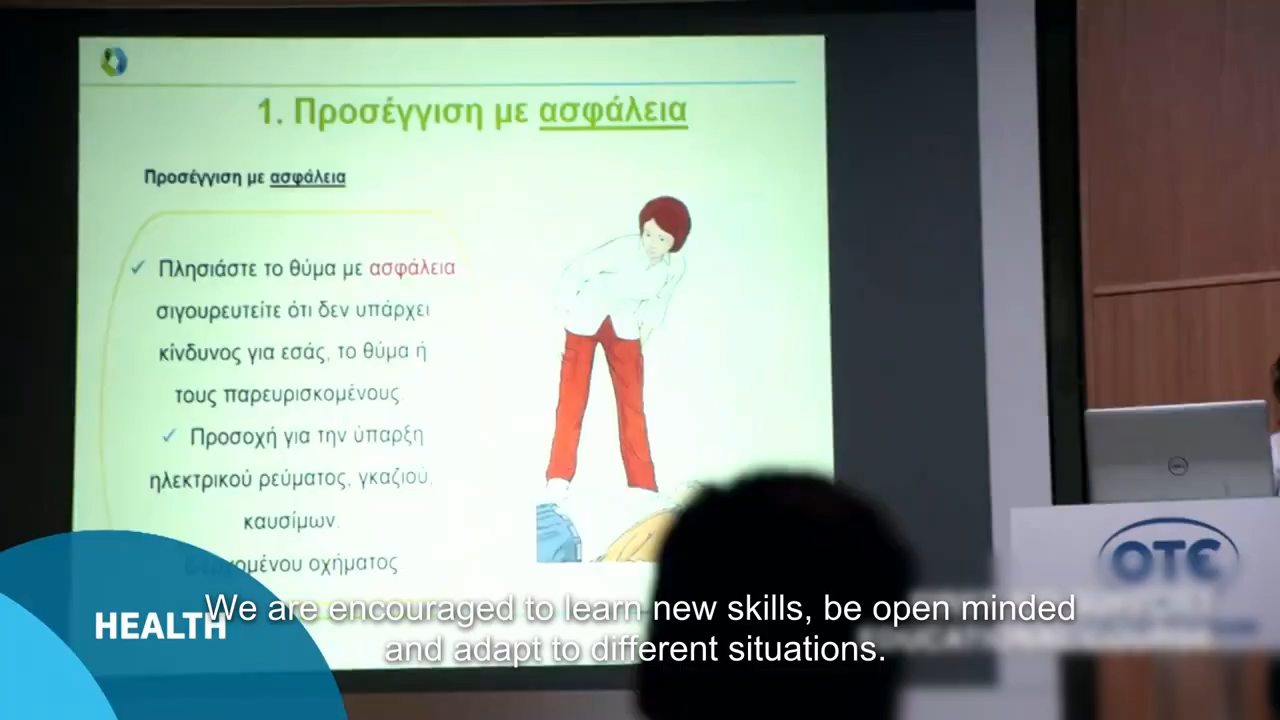 1. Προσέγγιση με ασφάλεια
Προσέγγιση με ασφάλεια
✓ Πλησιάστε το θύμα με ασφάλεια
σιγουρευτείτε ότι δεν υπάρχει
κίνδυνος για εσάς, το θύμα ή
τους παρευρισκομένους
✓ Προσοχή για την ύπαρξη
ηλεκτρικού ρεύματος, γκαζιού,
καυσίμων,
οχήματος
OTE
HEALTH
We are encouraged to learn new skills, be open minded
and adapt to different situations.